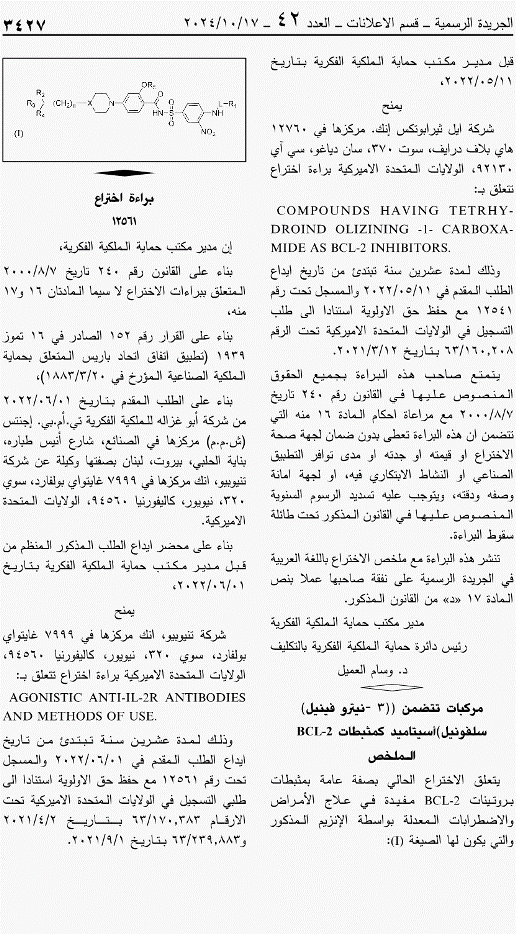 الجريدة الرسمية ــ قسم الاعلانات ــ العدد ٤٢ ــ ٢٠٢٤/١٠/١٧
٣٤٢٧
قبل مدير مكتب حماية الملكية الفكرية بتاريخ
٢٠٢٢/٠٥/١١،
يمنح
شركة ايل ثيرابوتكس إنك. مركزها في ١٢٧٦٠
هاي بلاف درايف، سوت ٣٧٠، سان دياغو، سي آي
٩٢١٣٠، الولايات المتحدة الاميركية براءة اختراع
تتعلق بـ:
COMPOUNDS HAVING TETRHY-
DROIND OLIZINING -1- CARBOXA-
MIDE AS BCL-2 INHIBITORS.
وذلك لمدة عشرين سنة تبتدئ من تاريخ ايداع
الطلب المقدم في ٢٠٢٢/٠٥/١١ والمسجل تحت رقم
١٢٥٤١ مع حفظ حق الاولوية استنادا الى طلب
التسجيل في الولايات المتحدة الاميركية تحت الرقم
٦٣/١٦٠,٢٠٨ بتاريخ ٢٠٢١/٣/١٢.
يتمتع صاحب هذه البراءة بجميع الحقوق
المنصوص عليها في القانون رقم ٢٤٠ تاريخ
٢٠٠٠/٨/٧ مع مراعاة احكام المادة ١٦ منه التي
تتضمن ان هذه البراءة تعطى بدون ضمان لجهة صحة
الاختراع او قيمته او جدته او مدى توافر التطبيق
الصناعي او النشاط الابتكاري فيه، او لجهة امانة
وصفه ودقته، ويتوجب عليه تسديد الرسوم السنوية
المنصوص عليها في القانون المذكور تحت طائلة
سقوط البراءة.
تنشر هذه البراءة مع ملخص الاختراع باللغة العربية
في الجريدة الرسمية على نفقة صاحبها عملا بنص
المادة ١٧ «د» من القانون المذكور.
مدير مكتب حماية الملكية الفكرية
رئيس دائرة حماية الملكية الفكرية بالتكليف
د. وسام العميل
مركبات تتضمن ((٣ -نيترو فينيل)
سلفونيل)أسيتاميد كمثبطات BCL-2
الملخص
يتعلق الاختراع الحالي بصفة عامة بمثبطات
بروتينات BCL-2 مفيدة في علاج الأمراض
والاضطرابات المعدلة بواسطة الإنزيم المذكور
والتي يكون لها الصيغة (I):
(I)
براءة اختراع
١٢٥٦١
إن مدير مكتب حماية الملكية الفكرية،
بناء على القانون رقم ٢٤٠ تاريخ ٢٠٠٠/٨/٧
المتعلق ببراءات الاختراع لا سيما المادتان ١٦ و١٧
منه،
بناء على القرار رقم ١٥٢ الصادر في ١٦ تموز
١٩٣٩ (تطبيق اتفاق اتحاد باريس المتعلق بحماية
الملكية الصناعية المؤرخ في ١٨٨٣/٣/٢٠)،
بناء على الطلب المقدم بتاريخ ٢٠٢٢/٠٦/٠١
من شركة أبو غزاله للملكية الفكرية تي.أم.بي. إجنتس
(ش.م.م) مركزها في الصنائع، شارع أنيس طباره،
بناية الحلبي، بيروت، لبنان بصفتها وكيلة عن شركة
تنيوبيو، انك مركزها في ٧٩٩٩ غايتواي بولفارد، سوي
٣٢٠، نيويور، كاليفورنيا ٩٤٥٦٠، الولايات المتحدة
الاميركية.
بناء على محضر ايداع الطلب المذكور المنظم من
قبل مدير مكتب حماية الملكية الفكرية بتاريخ
٢٠٢٢/٠٦/٠١،
يمنح
شركة تنيوبيو، انك مركزها في ٧٩٩٩ غايتواي
بولفارد، سوي ٣٢٠، نيويور، كاليفورنيا ٩٤٥٦٠،
الولايات المتحدة الاميركية براءة اختراع تتعلق بـ:
AGONISTIC ANTI-IL-2R ANTIBODIES
AND METHODS OF USE.
وذلك لمدة عشرين سنة تبتدئ من تاريخ
ايداع الطلب المقدم في ٢٠٢٢/٠٦/٠١ والمسجل
تحت رقم ١٢٥٦١ مع حفظ حق الاولوية استنادا الى
طلبي التسجيل في الولايات المتحدة الاميركية تحت
الارقام ٦٣/١٧٠,٣٨٣ بتاريخ ٢٠٢١/٤/٢
و٦٣/٢٣٩,٨٨٣ بتاريخ ٢٠٢١/٩/١.